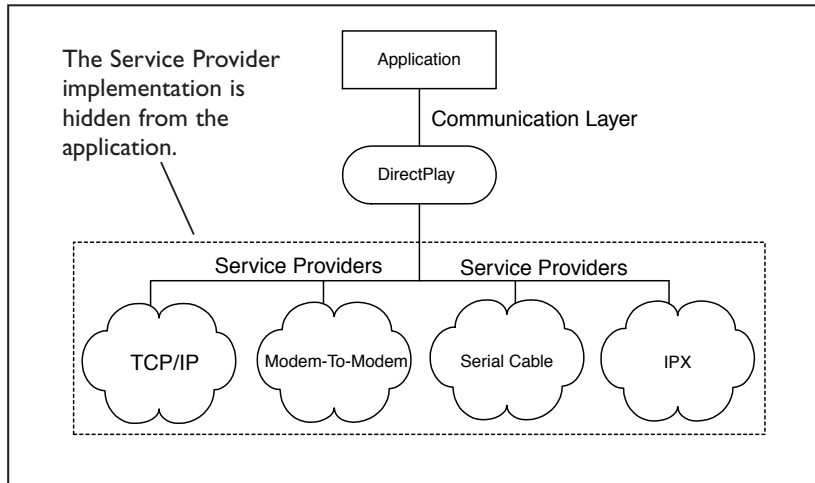 The Service Provider
implementation is
hidden from the
application.
Application
Communication Layer
DirectPlay
Service Providers
Service Providers
TCP/IP
Modem-To-Modem
Serial Cable
IPX